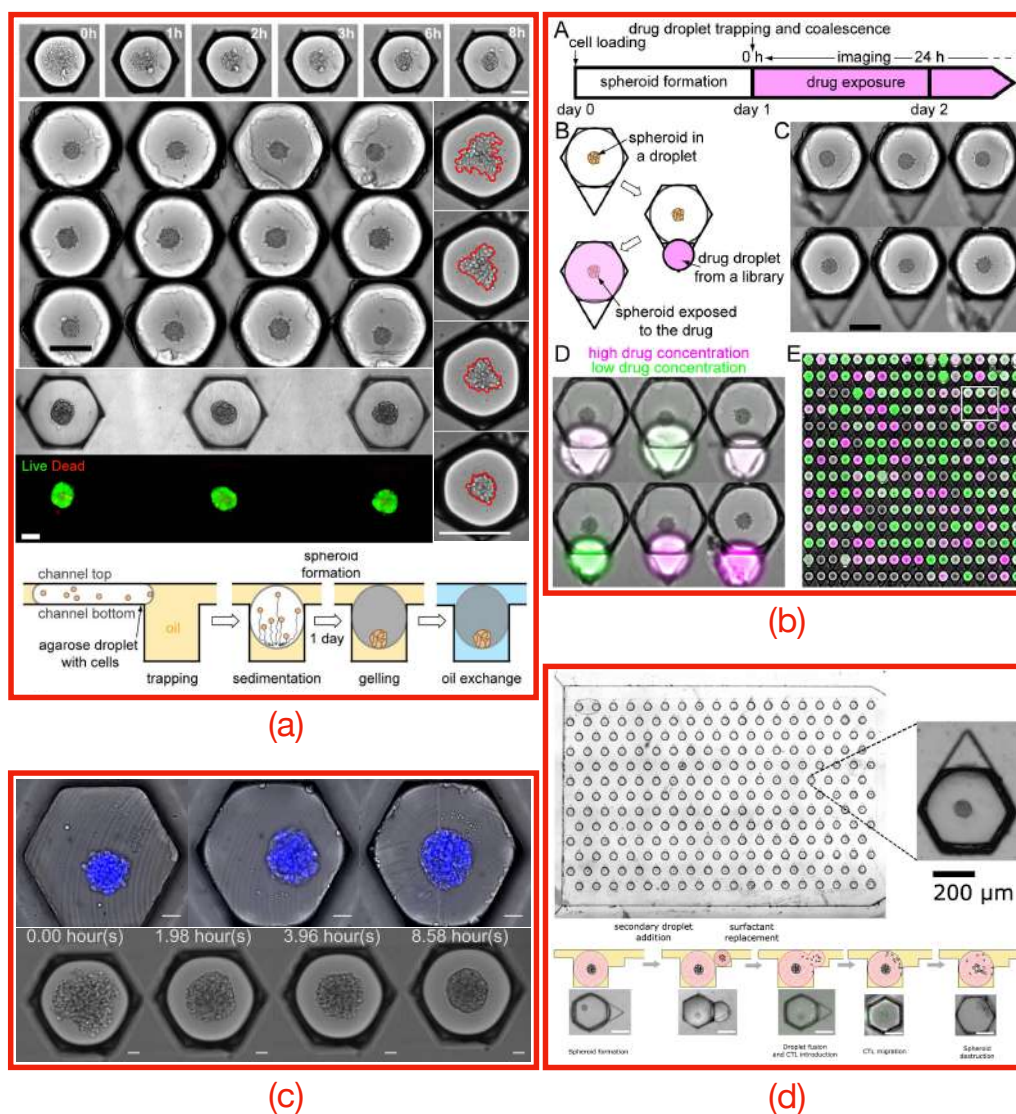 0h 1h 2h 3h 6h 8h
Live Dead
spheroid
formation
channel top
channel bottom
oil
agarose droplet
with cells
1 day
trapping
sedimentation
gelling
oil exchange
(a)
A
drug droplet trapping and coalescence
cell loading
0 h
imaging
24 h
spheroid formation
drug exposure
day 0
day 1
day 2
B
spheroid in
a droplet
drug droplet
from a library
spheroid exposed
to the drug
C
D
high drug concentration
low drug concentration
E
(b)
0.00 hour(s) 1.98 hour(s) 3.96 hour(s) 8.58 hour(s)
(c)
200 µm
secondary droplet
addition
surfactant
replacement
Spheroid formation
Droplet fusion
and CTL introduction
CTL migration
Spheroid
destruction
(d)